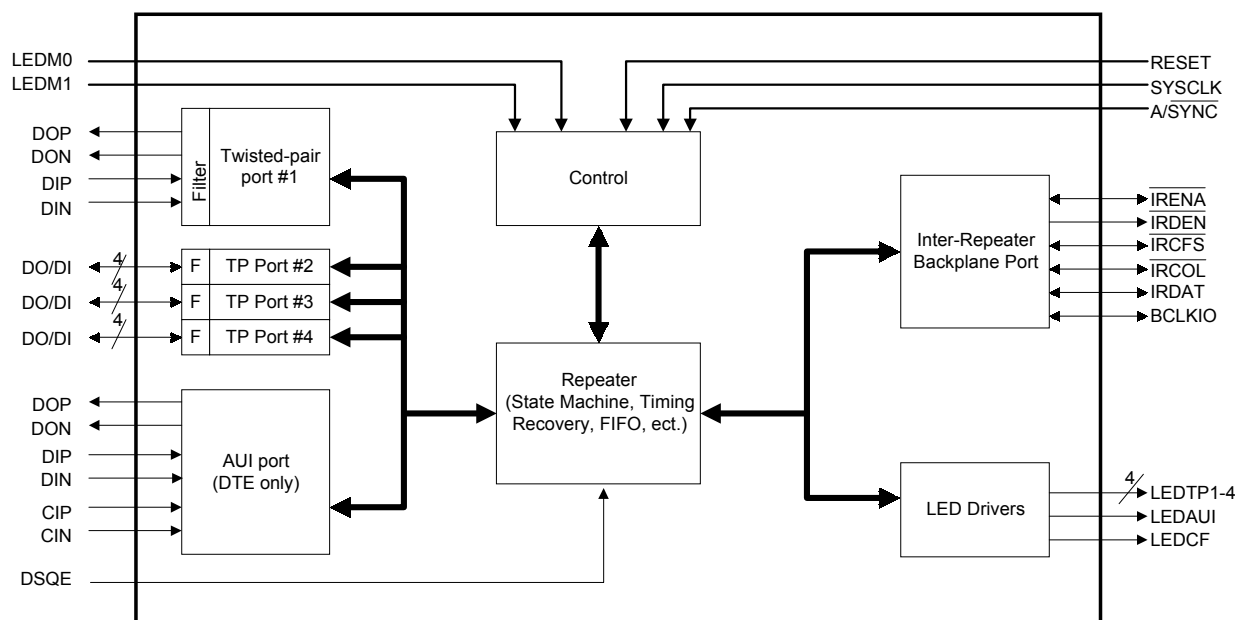 LEDM0
LEDM1
RESET
SYSCLK
A/SYNC
DOP
DON
DIP
DIN
Filter
Twisted-pair
port #1
Control
Inter-Repeater
Backplane Port
IRENA
IRDEN
IRCFS
IRCOL
IRDAT
BCLKIO
DO/DI
4
F
TP Port #2
DO/DI
4
F
TP Port #3
DO/DI
4
F
TP Port #4
Repeater
(State Machine, Timing
Recovery, FIFO, ect.)
DOP
DON
DIP
DIN
CIP
CIN
AUI port
(DTE only)
LED Drivers
4
LEDTP1-4
LEDAUI
LEDCF
DSQE